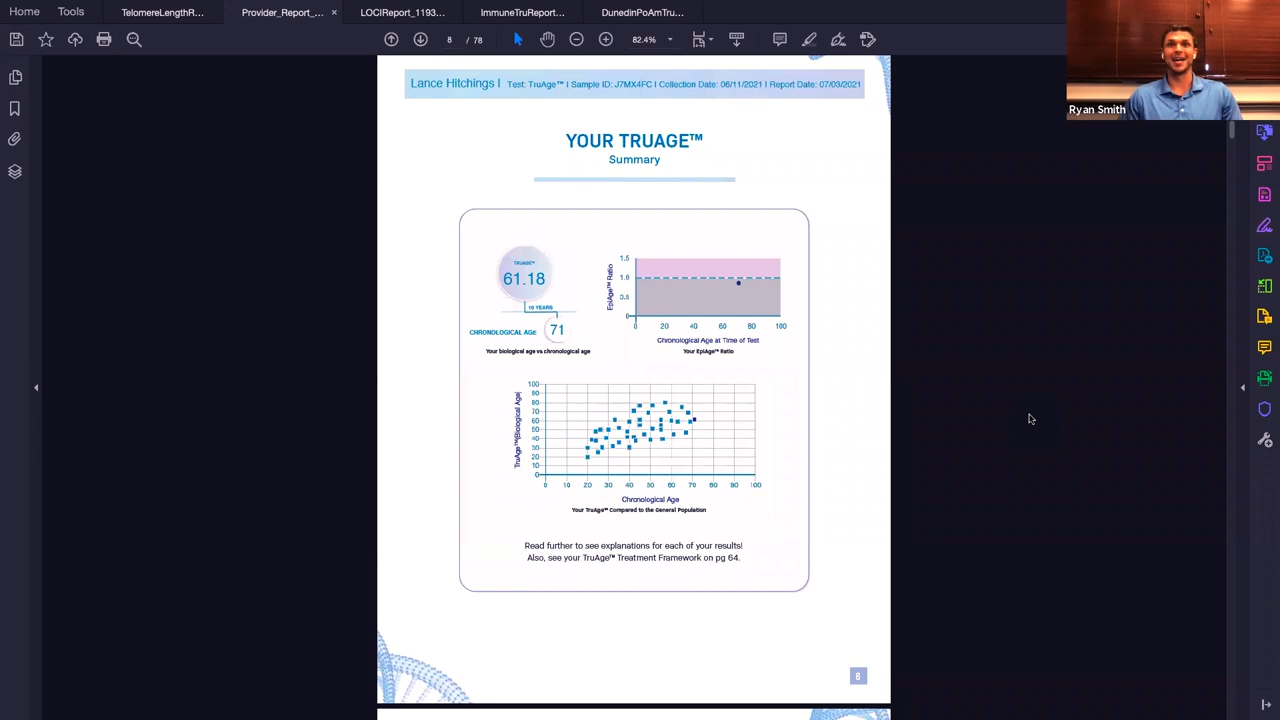 Home
Tools
TelomereLengthR...
Provider_Report_...
×
LOCIReport_1193...
ImmuneTruReport...
DunedinPoAmTru...
8 / 78
82.4%
Ryan Smith
Lance Hitchings | Test: TruAge™ | Sample ID: J7MX4FC | Collection Date: 06/11/2021 | Report Date: 07/03/2021
YOUR TRUAGE™
Summary
TRUAGE™
61.18
10 YEARS
CHRONOLOGICAL AGE 71
Your biological age vs chronological age
EpiAge™ Ratio
1.5
1.0
0.5
0
0 20 40 60 80 100
Chronological Age at Time of Test
Your EpiAge™ Ratio
TruAge™/Biological Age
100
90
80
70
60
50
40
30
20
10
0
0 10 20 30 40 50 60 70 80 90 100
Chronological Age
Your TruAge™ Compared to the General Population
Read further to see explanations for each of your results!
Also, see your TruAge™ Treatment Framework on pg 64.
8